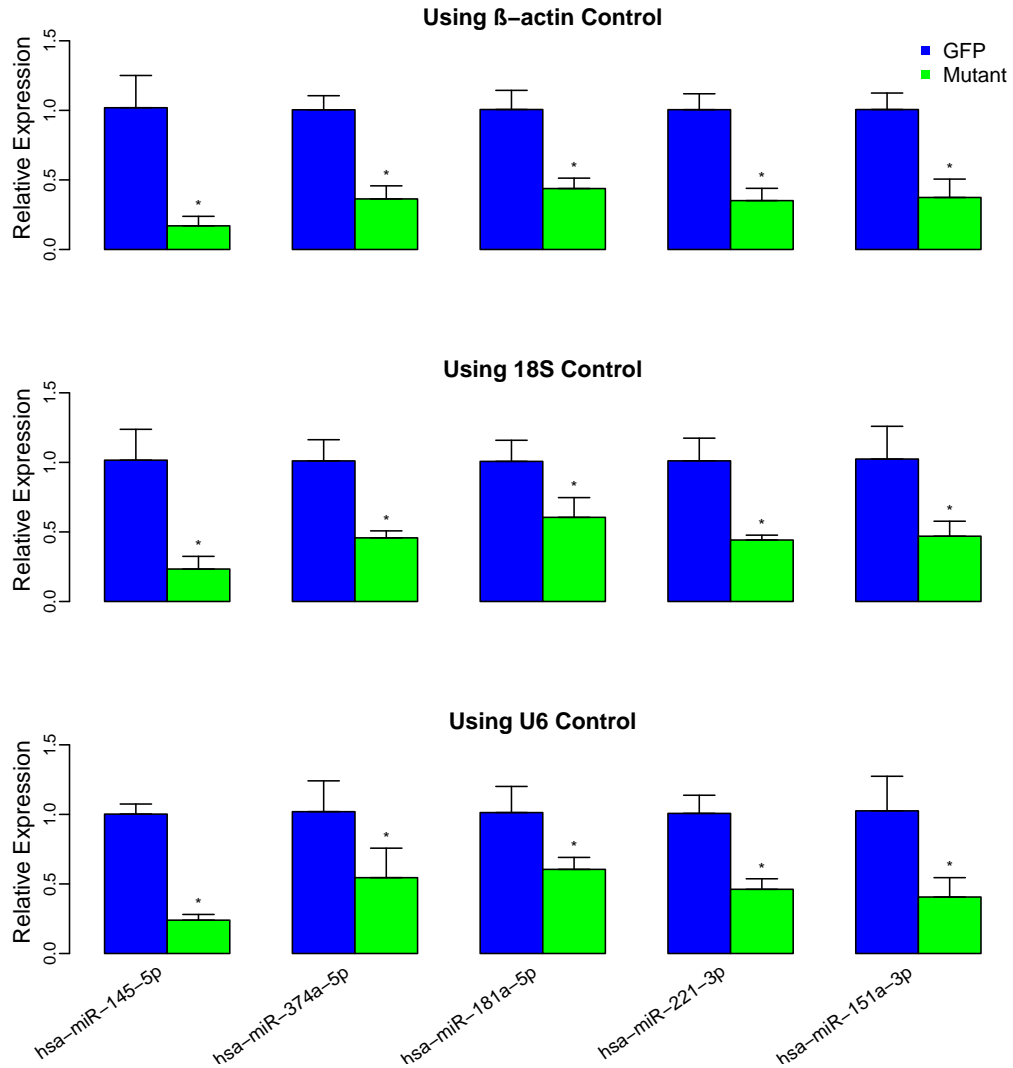 Using ß−actin Control
Relative Expression
0.0 0.5 1.0 1.5
GFP
Mutant
* * * * *
Using 18S Control
Relative Expression
0.0 0.5 1.0 1.5
* * * * *
Using U6 Control
Relative Expression
0.0 0.5 1.0 1.5
* * * * *
hsa−miR−145−5p
hsa−miR−374a−5p
hsa−miR−181a−5p
hsa−miR−221−3p
hsa−miR−151a−3p